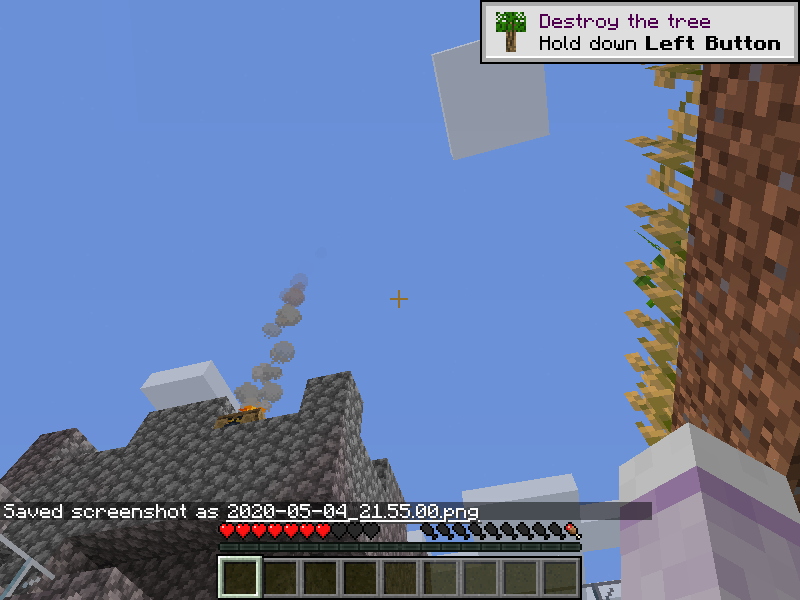 Destroy the tree
Hold down Left Button
Saved screenshot as 2020-05-04_21.55.00.png